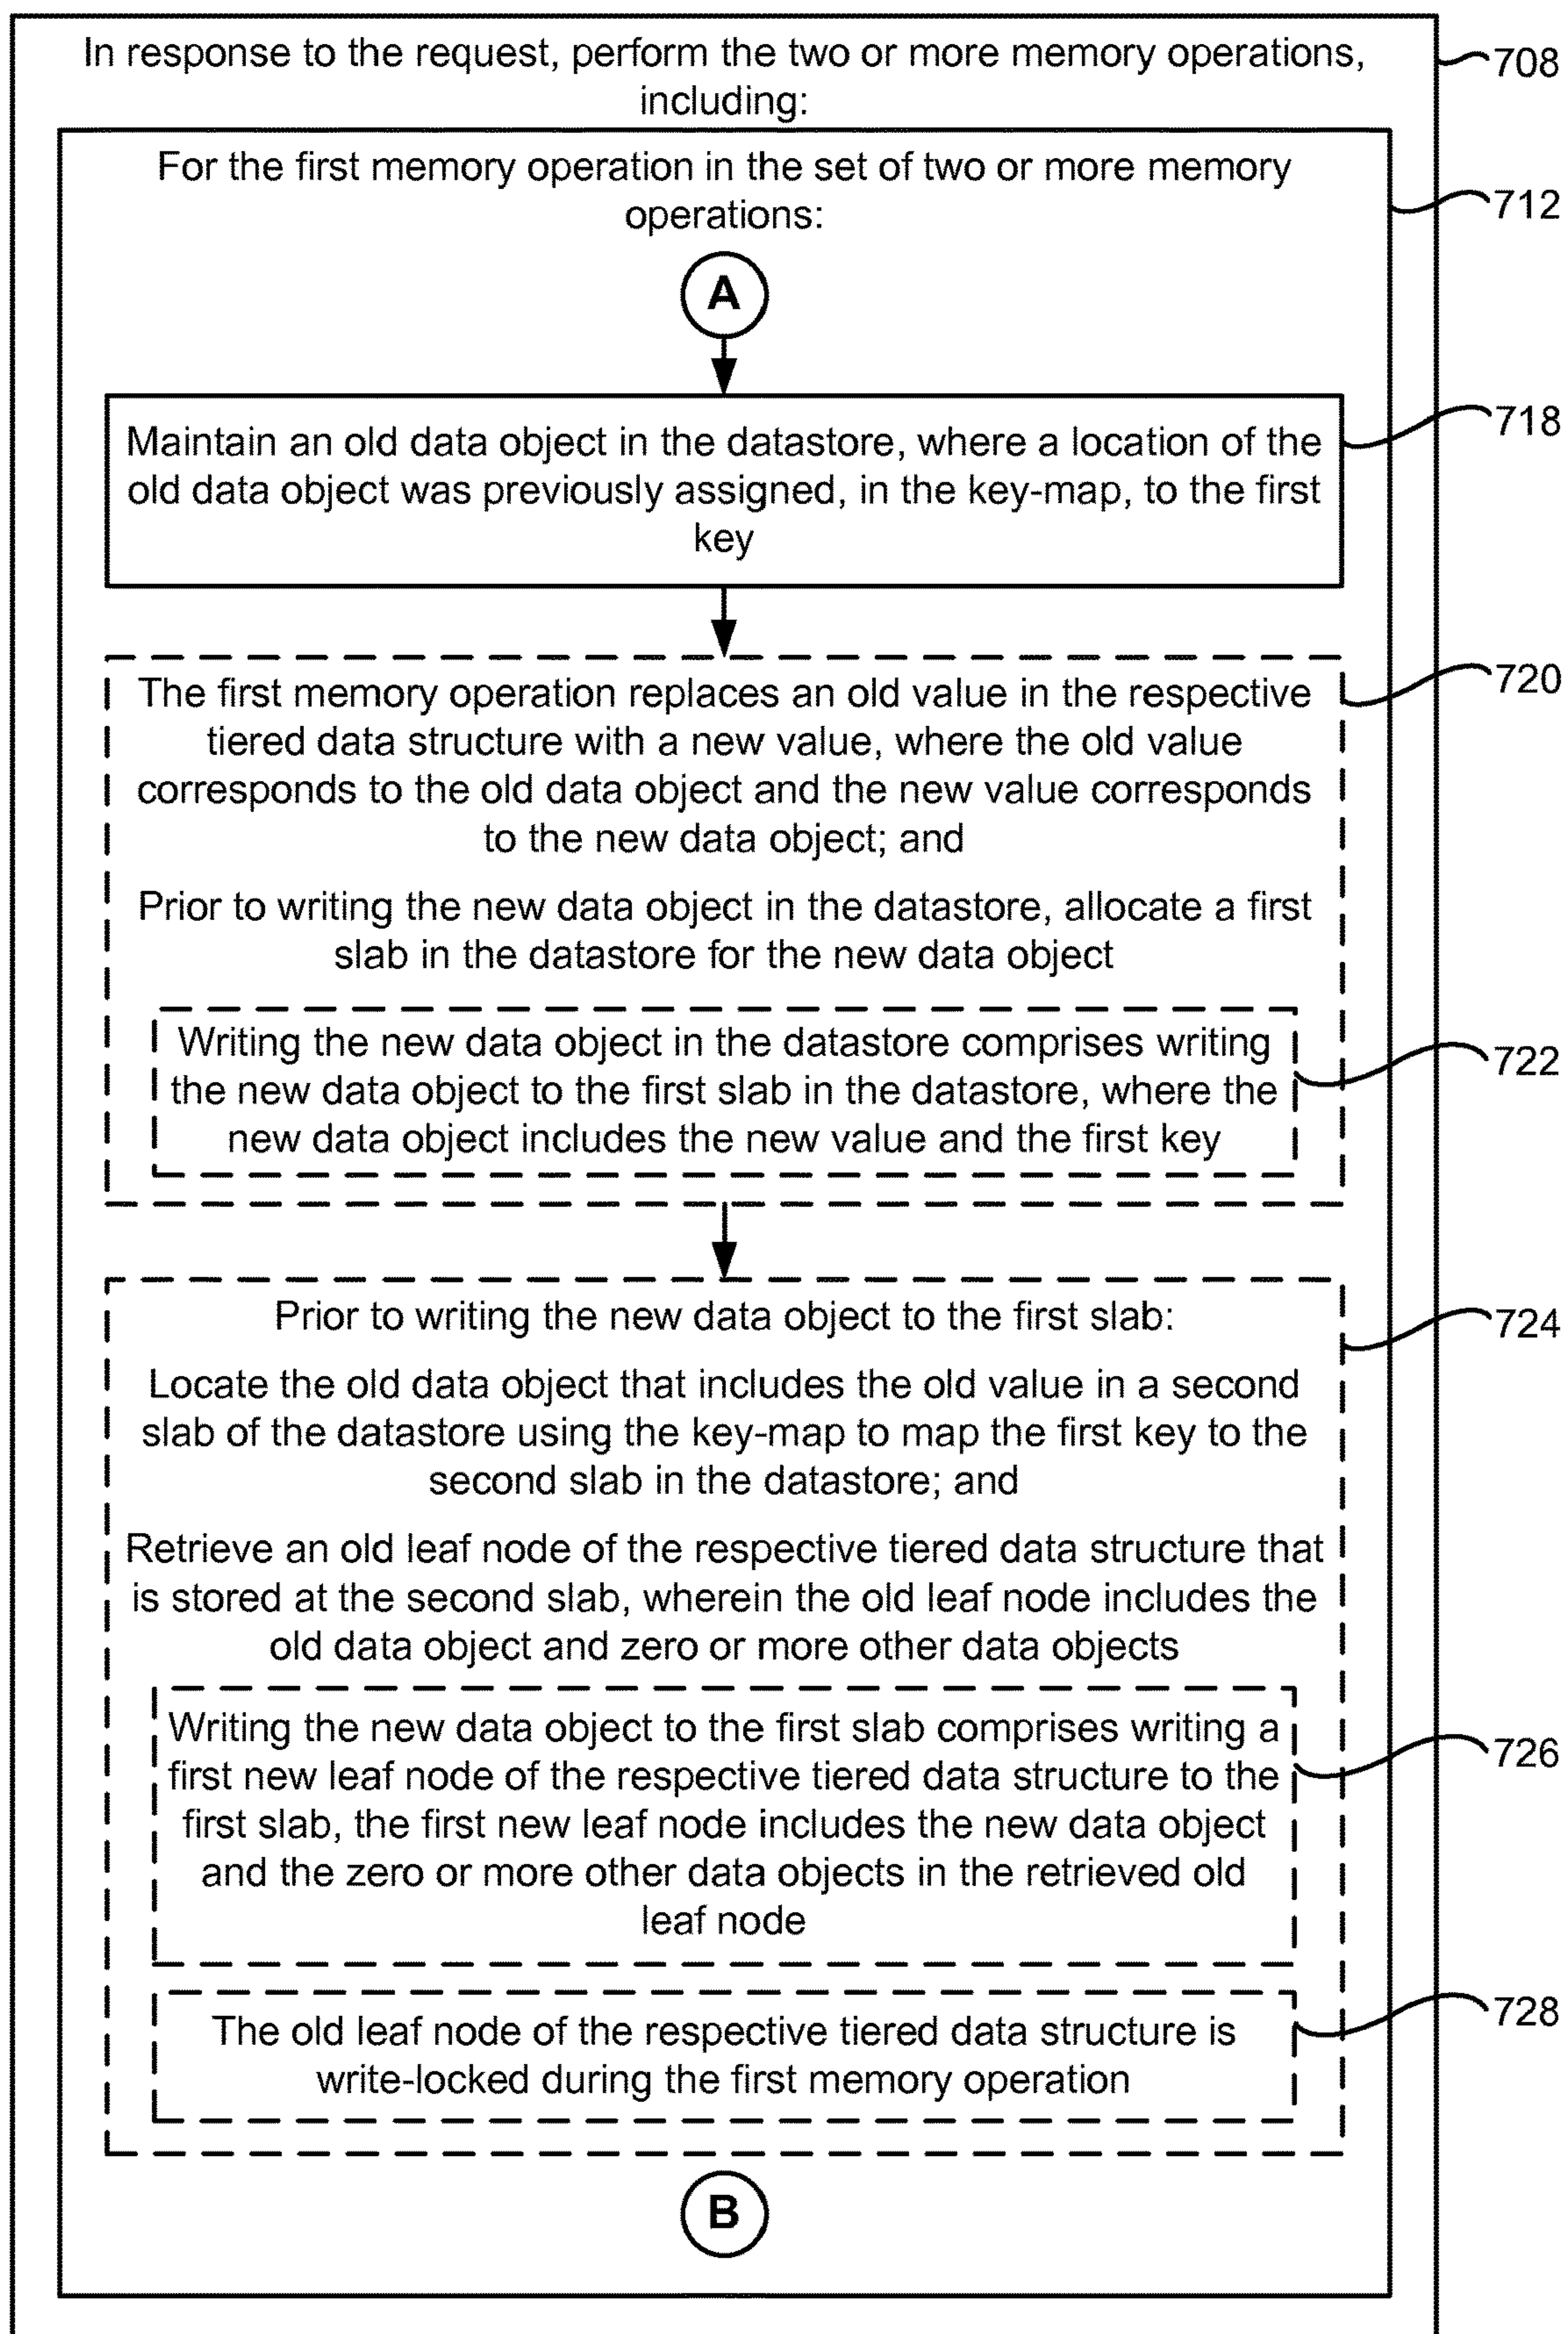 In response to the request, perform the two or more memory operations,
including:
708
For the first memory operation in the set of two or more memory
operations:
712
A
Maintain an old data object in the datastore, where a location of the
old data object was previously assigned, in the key-map, to the first
key
718
The first memory operation replaces an old value in the respective
tiered data structure with a new value, where the old value
corresponds to the old data object and the new value corresponds
to the new data object; and
720
Prior to writing the new data object in the datastore, allocate a first
slab in the datastore for the new data object
Writing the new data object in the datastore comprises writing
the new data object to the first slab in the datastore, where the
new data object includes the new value and the first key
722
Prior to writing the new data object to the first slab:
724
Locate the old data object that includes the old value in a second
slab of the datastore using the key-map to map the first key to the
second slab in the datastore; and
Retrieve an old leaf node of the respective tiered data structure that
is stored at the second slab, wherein the old leaf node includes the
old data object and zero or more other data objects
Writing the new data object to the first slab comprises writing a
first new leaf node of the respective tiered data structure to the
first slab, the first new leaf node includes the new data object
and the zero or more other data objects in the retrieved old
leaf node
726
The old leaf node of the respective tiered data structure is
write-locked during the first memory operation
728
B